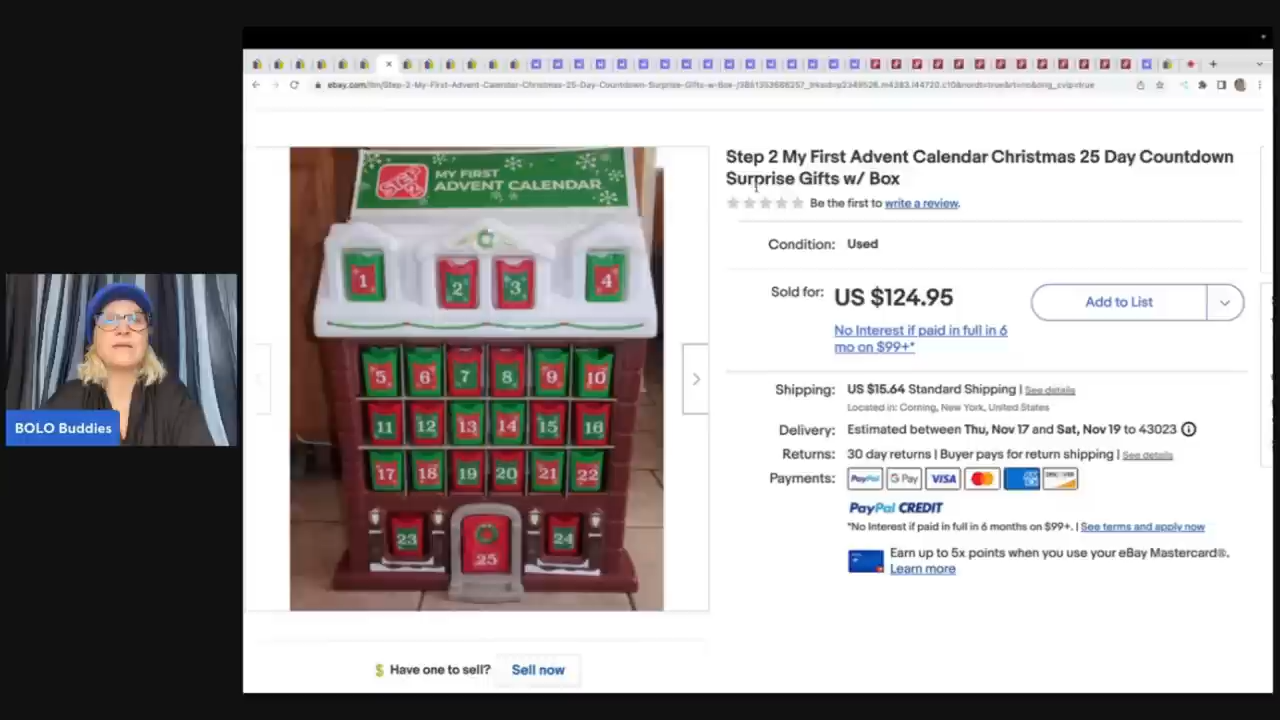 Step 2 My First Advent Calendar Christmas 25 Day Countdown
Surprise Gifts w/ Box
Be the first to write a review.
Condition: Used
Sold for: US $124.95
Add to List
No Interest if paid in full in 6
mo on $99+*
Shipping: US $15.64 Standard Shipping | See details
Located in: Corning, New York, United States
Delivery: Estimated between Thu, Nov 17 and Sat, Nov 19 to 43023
Returns: 30 day returns | Buyer pays for return shipping | See details
Payments: PayPal G Pay VISA MasterCard DISCOVER
PayPal CREDIT
*No Interest if paid in full in 6 months on $99+. | See terms and apply now
Earn up to 5x points when you use your eBay Mastercard®.
Learn more
STEP2
MY FIRST
ADVENT CALENDAR
1
2 3
4
5 6 7 8 9 10
11 12 13 14 15 16
17 18 19 20 21 22
23 25 24
$ Have one to sell? Sell now
BOLO Buddies